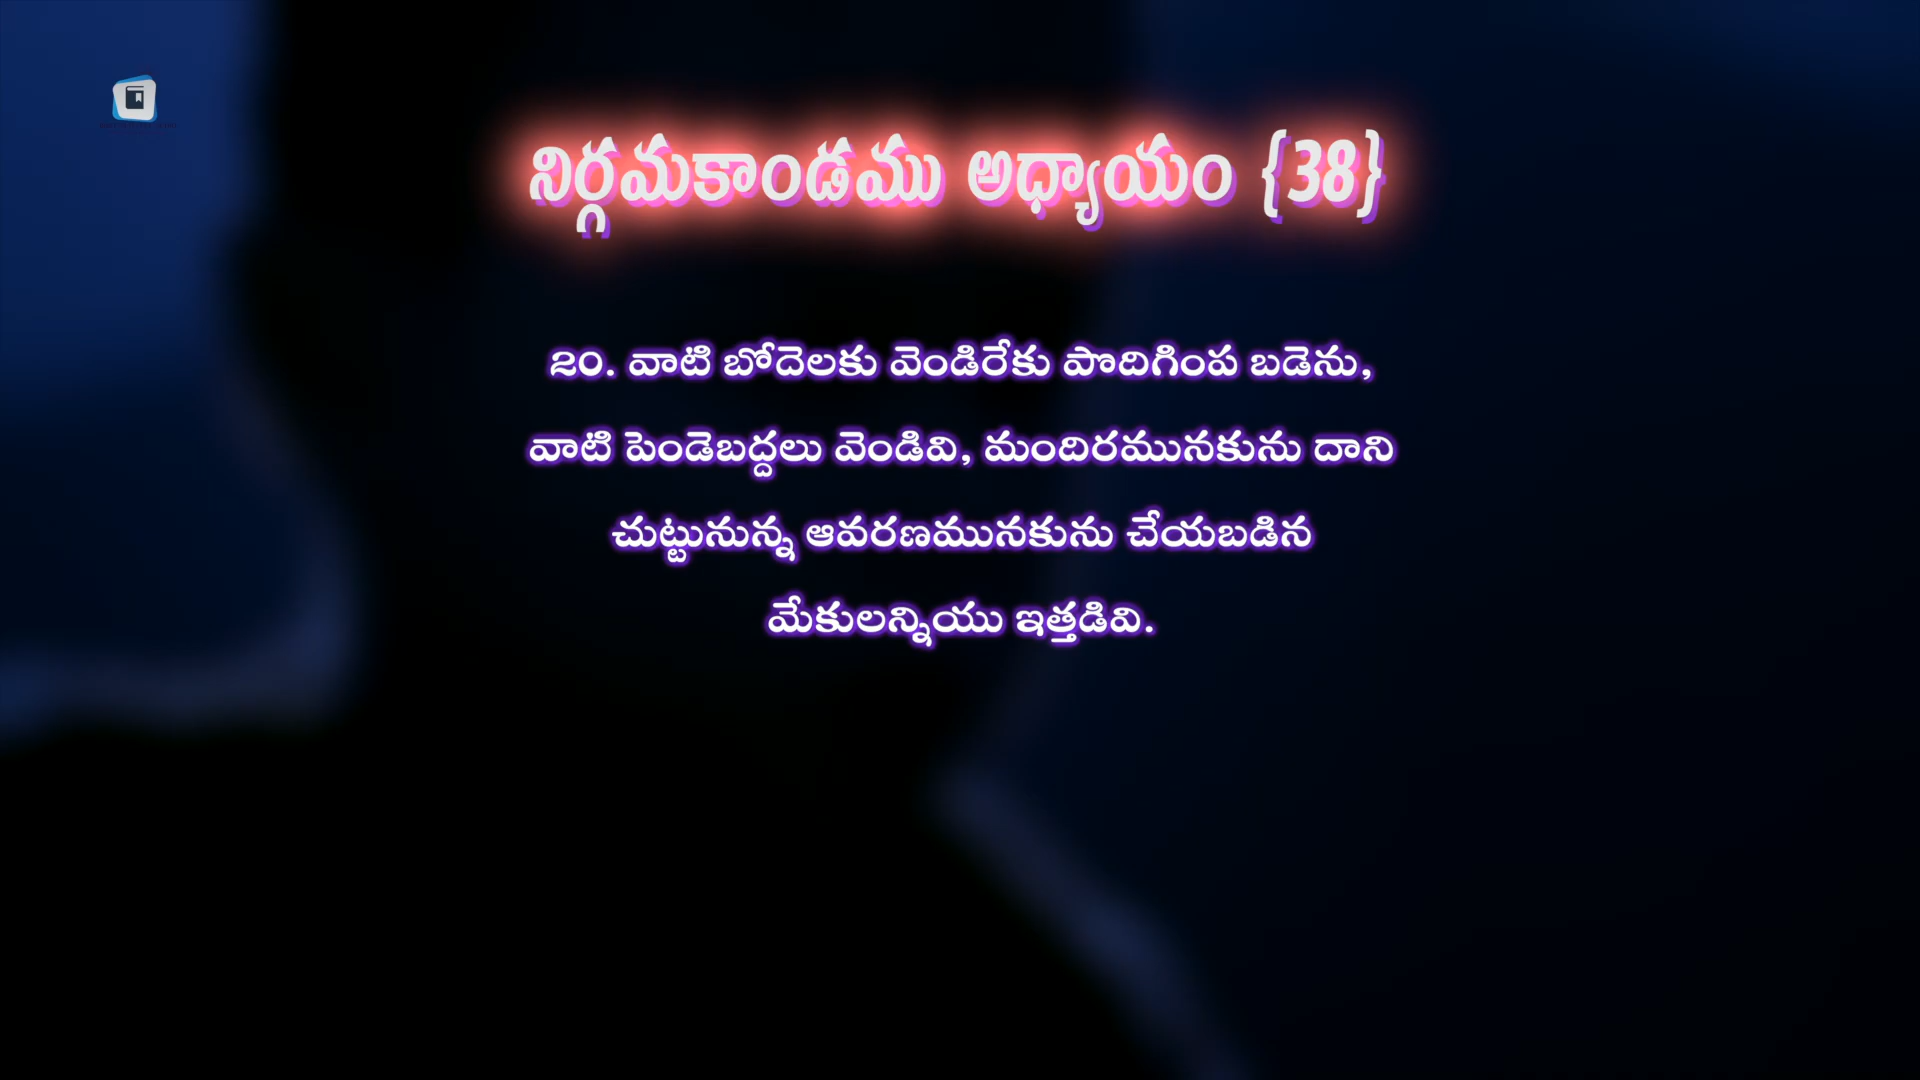 నిర్గమకాండము అధ్యాయం {38}
౨౦. వాటి బోదెలకు వెండిరేకు పొదిగింప బడెను,
వాటి పెండెబద్దలు వెండివి, మందిరమునకును దాని
చుట్టునున్న ఆవరణమునకును చేయబడిన
మేకులన్నియు ఇత్తడివి.